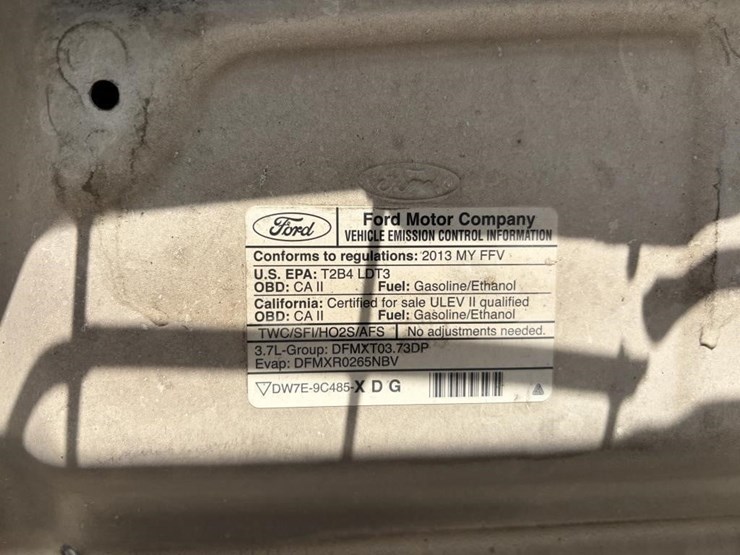 Ford
Ford
Ford Motor Company
VEHICLE EMISSION CONTROL INFORMATION
Conforms to regulations: 2013 MY FFV
U.S. EPA: T2B4 LDT3
OBD: CA II Fuel: Gasoline/Ethanol
California: Certified for sale ULEV II qualified
OBD: CA II Fuel: Gasoline/Ethanol
TWC/SFI/HO2S/AFS No adjustments needed.
3.7L-Group: DFMXT03.73DP
Evap: DFMXR0265NBV
DW7E-9C485-X D G